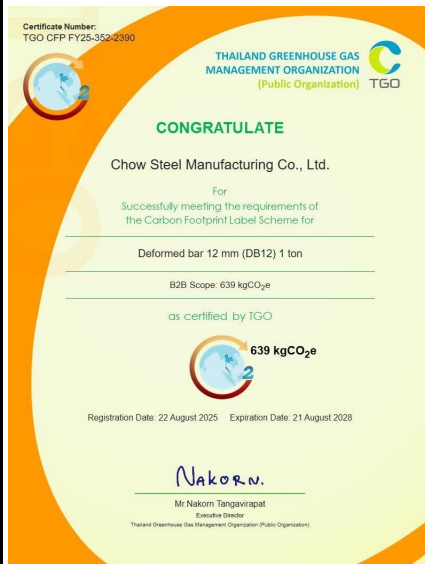 Certificate Number:
TGO CFP FY25-352-2390
THAILAND GREENHOUSE GAS
MANAGEMENT ORGANIZATION
(Public Organization)
TGO
2
CONGRATULATE
Chow Steel Manufacturing Co., Ltd.
For
Successfully meeting the requirements of
the Carbon Footprint Label Scheme for
Deformed bar 12 mm (DB12) 1 ton
B2B Scope: 639 kgCO₂e
as certified by TGO
639 kgCO₂e
2
Registration Date: 22 August 2025 Expiration Date: 21 August 2028
NAKORN.
Mr.Nakorn Tangavirapat
Executive Director
Thailand Greenhouse Gas Management Organization (Public Organization)